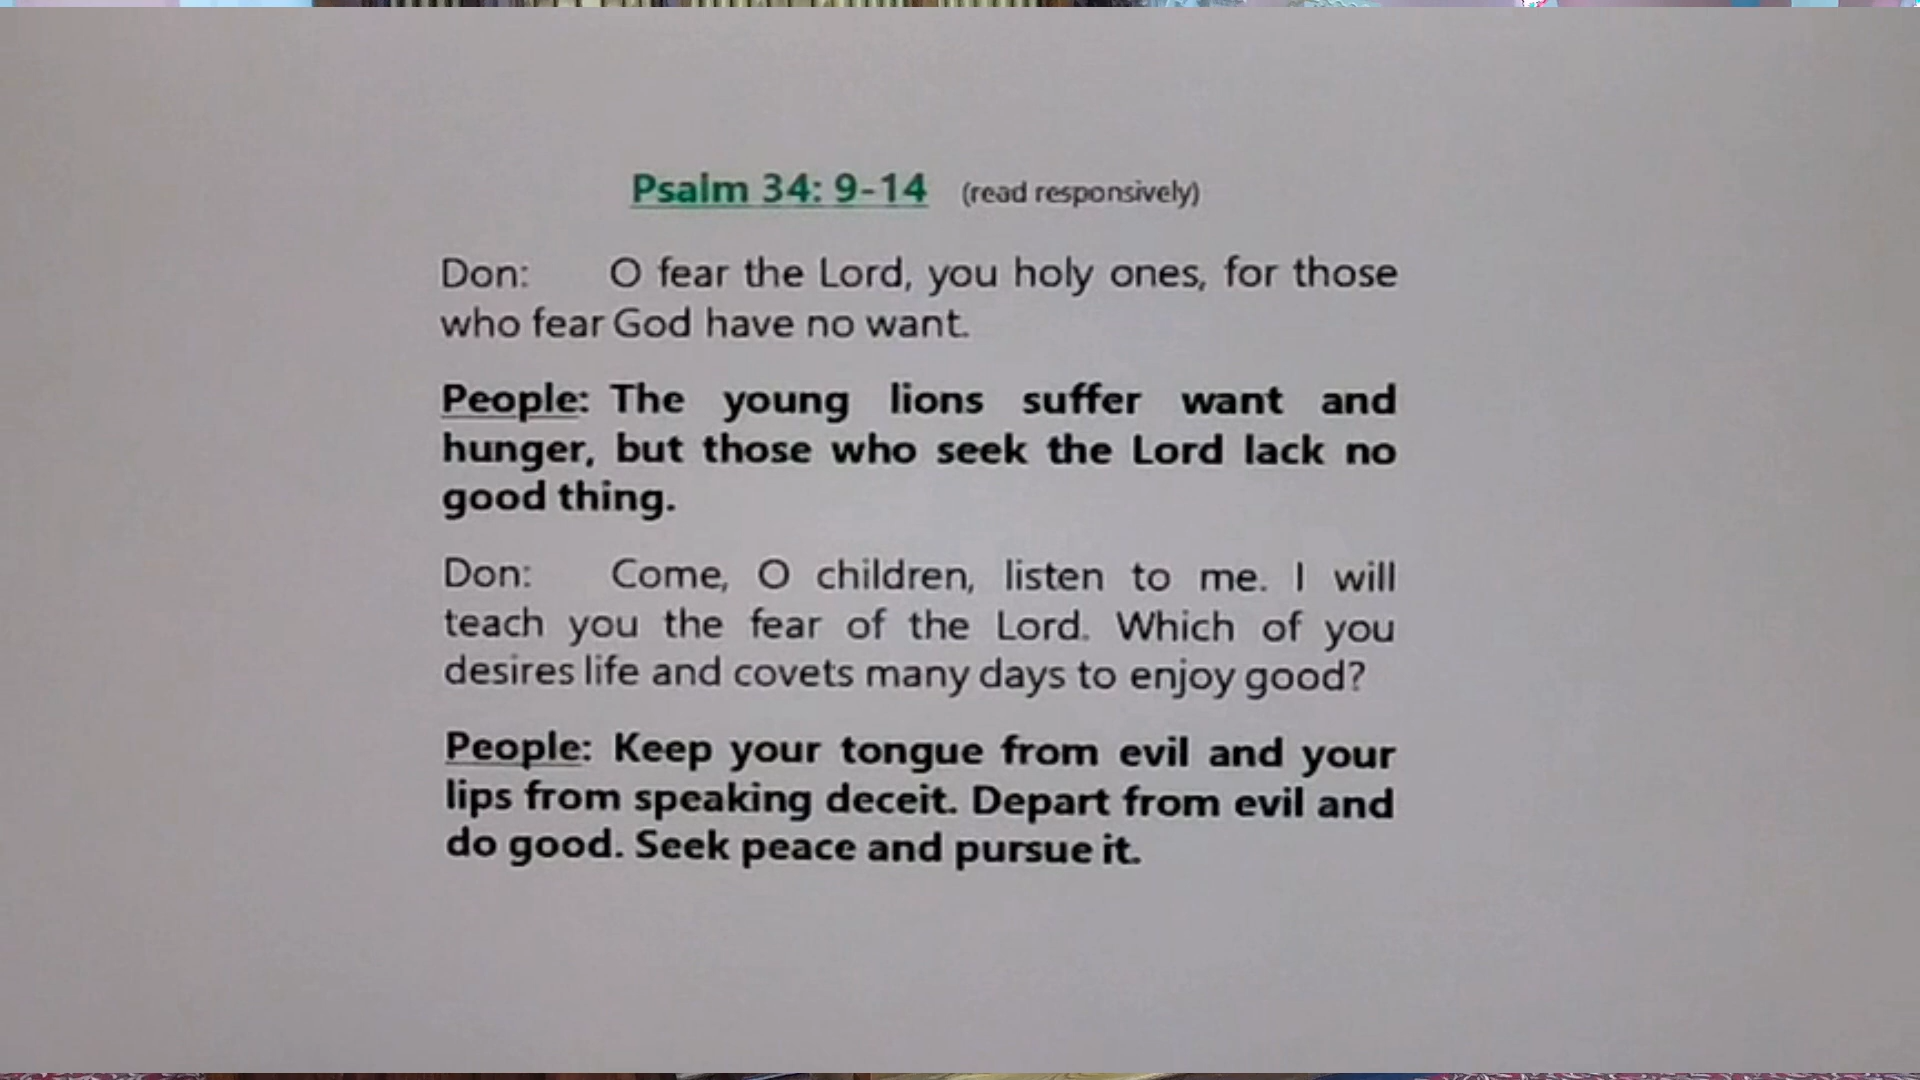 Psalm 34: 9-14 (read responsively)
Don: O fear the Lord, you holy ones, for those
who fear God have no want.
People: The young lions suffer want and
hunger, but those who seek the Lord lack no
good thing.
Don: Come, O children, listen to me. I will
teach you the fear of the Lord. Which of you
desires life and covets many days to enjoy good?
People: Keep your tongue from evil and your
lips from speaking deceit. Depart from evil and
do good. Seek peace and pursue it.